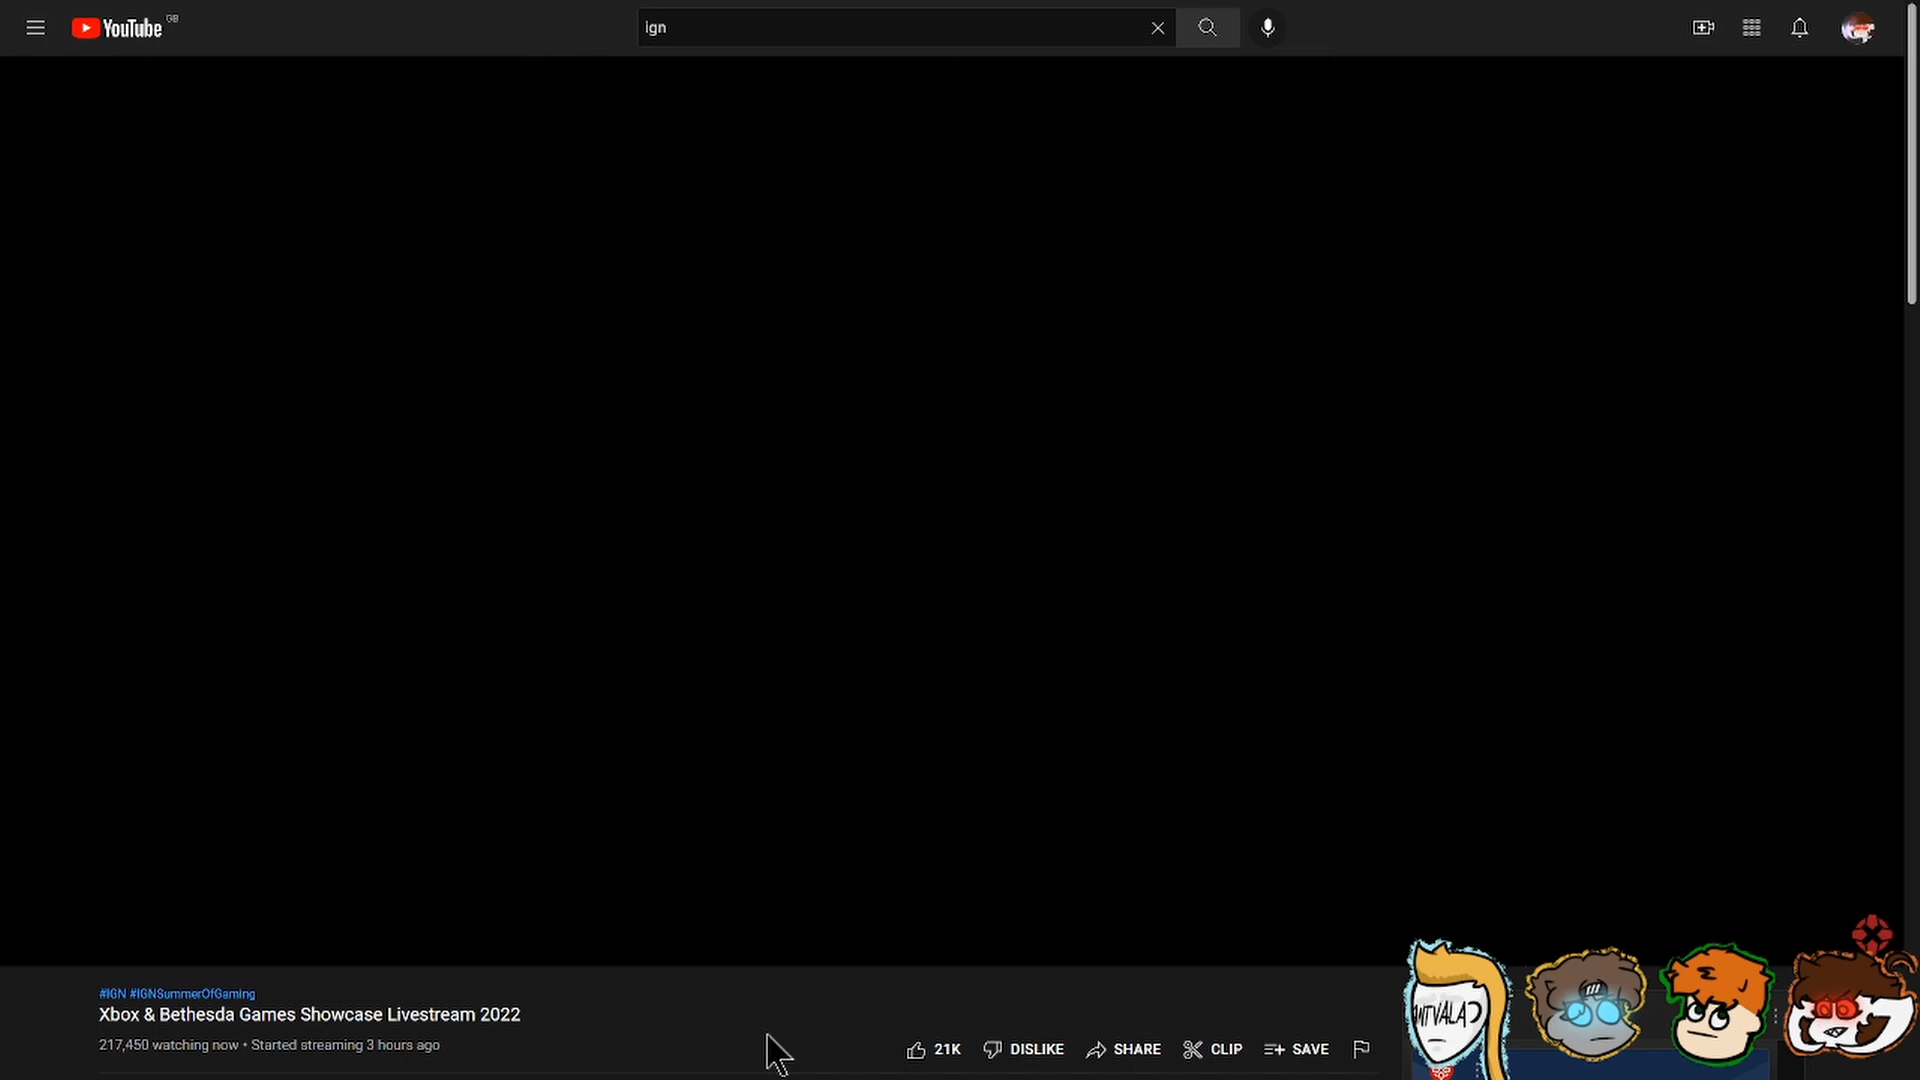 YouTube GB
ign
#IGN #IGNSummerOfGaming
Xbox & Bethesda Games Showcase Livestream 2022
217,450 watching now • Started streaming 3 hours ago
21K DISLIKE SHARE CLIP SAVE